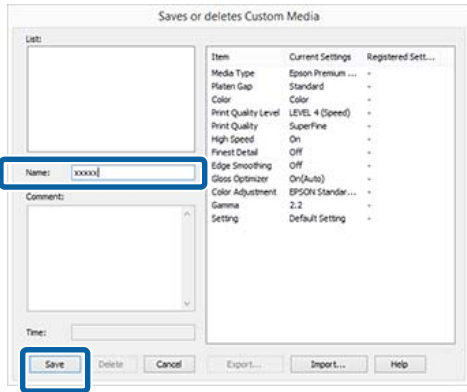 Saves or deletes Custom Media
List:
Item Current Settings Registered Sett...
Media Type Epson Premium ... -
Platen Gap Standard -
Color Color -
Print Quality Level LEVEL 4 (Speed) -
Print Quality SuperFine -
High Speed On -
Finest Detail Off -
Edge Smoothing Off -
Gloss Optimizer On(Auto) -
Color Adjustment EPSON Standar... -
Gamma 2.2 -
Setting Default Setting -
Name: xxxxx
Comment:
Time:
Save Delete Cancel Export... Import... Help